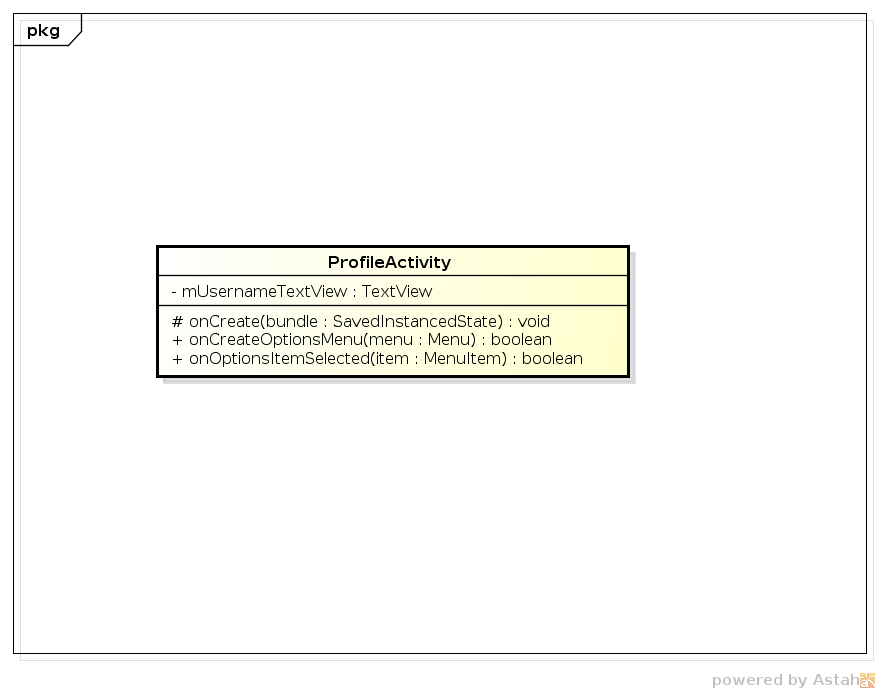 pkg
ProfileActivity
- mUsernameTextView : TextView
# onCreate(bundle : SavedInstancedState) : void
+ onCreateOptionsMenu(menu : Menu) : boolean
+ onOptionsItemSelected(item : MenuItem) : boolean
powered by Astah